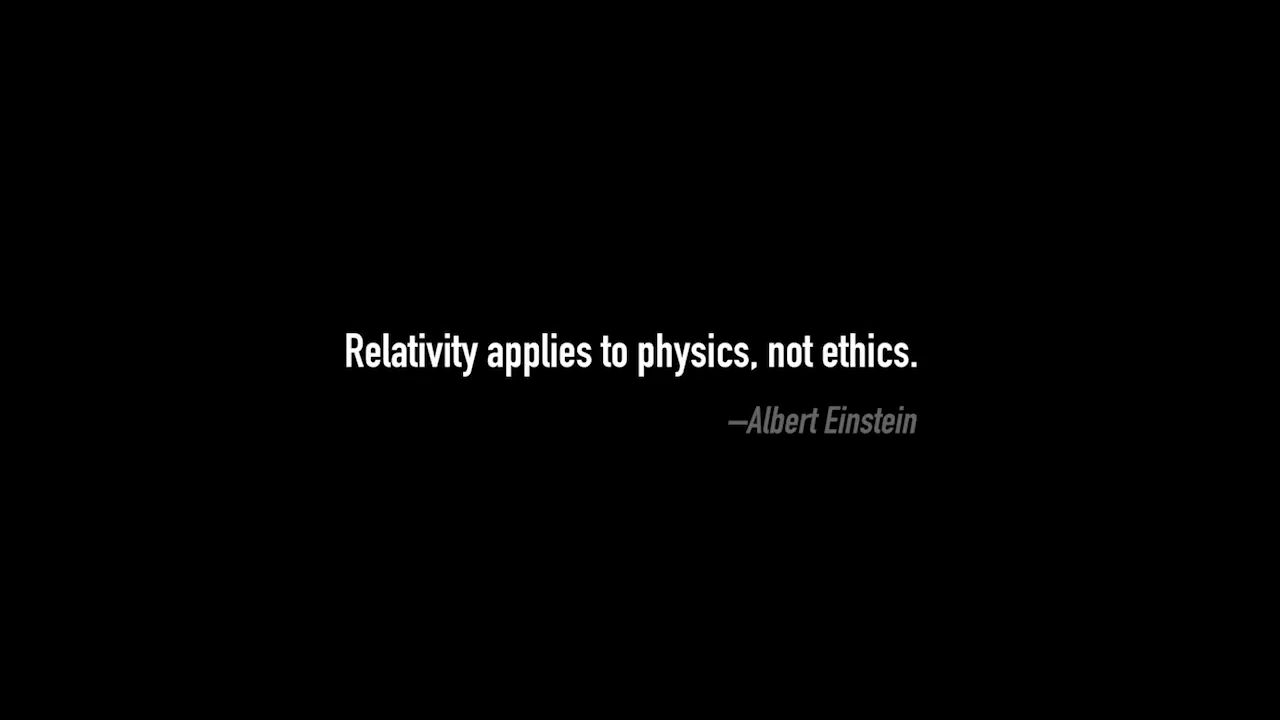 Relativity applies to physics, not ethics.
—Albert Einstein